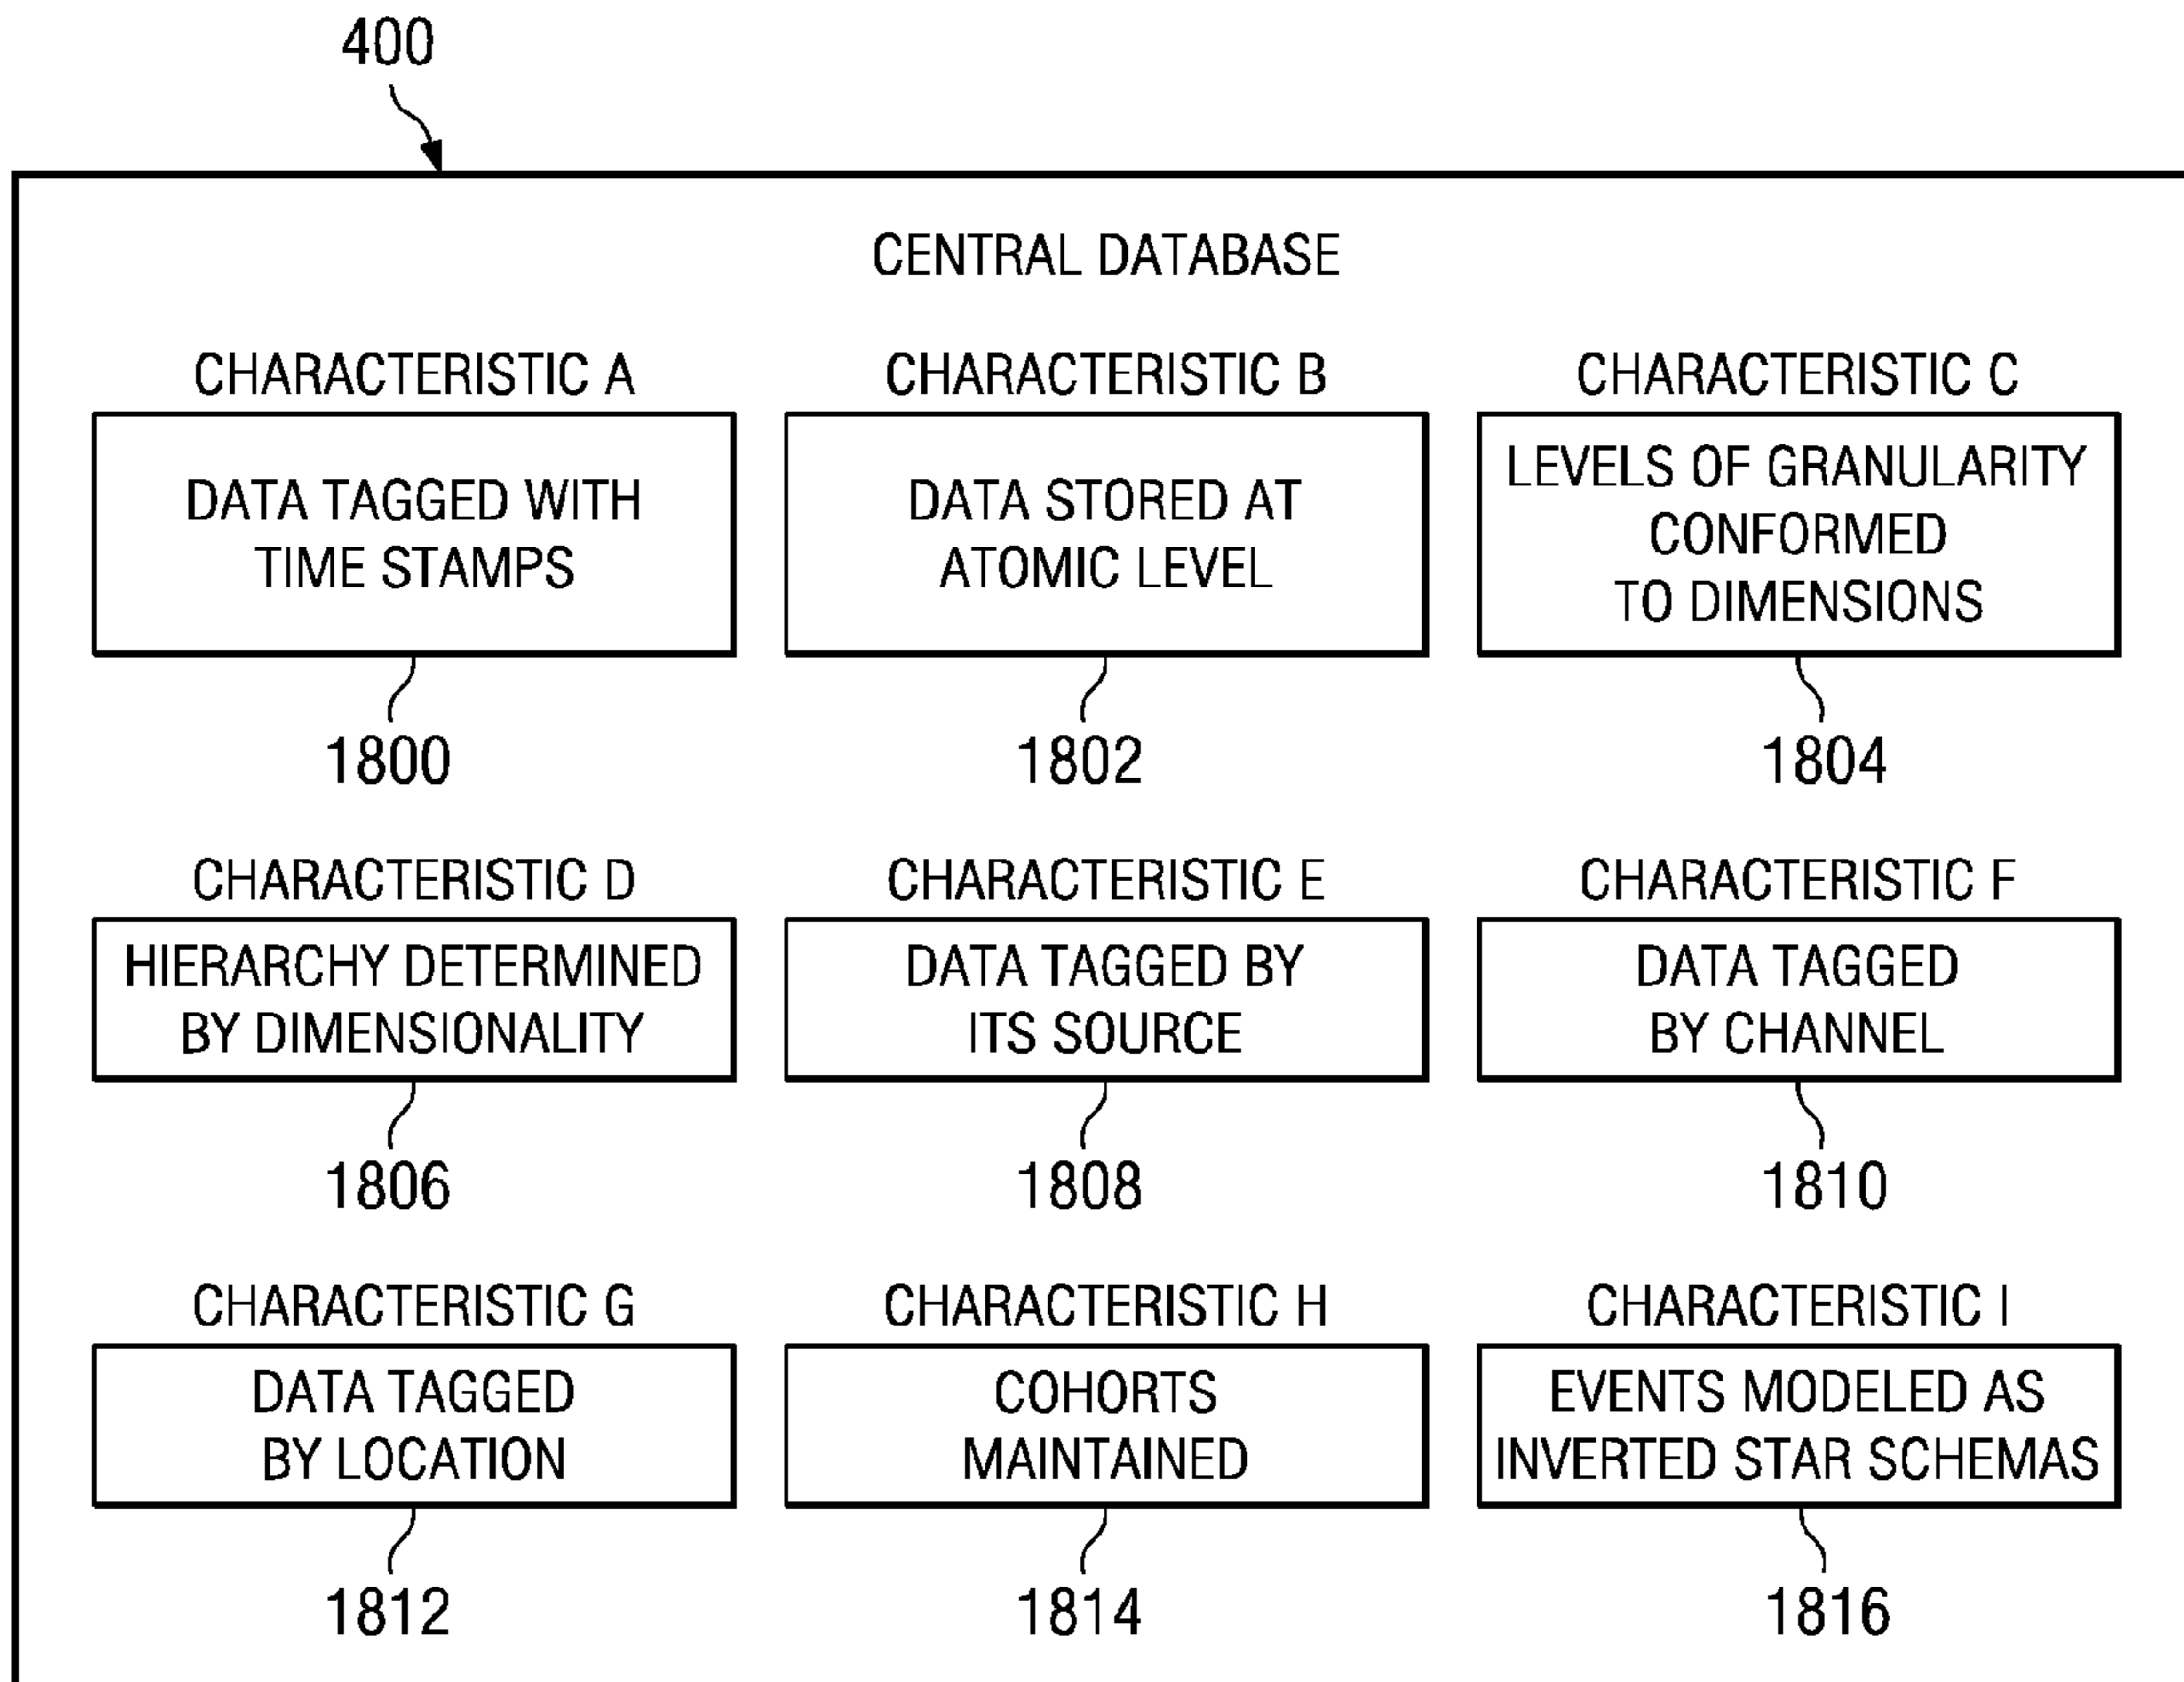 400
CENTRAL DATABASE
CHARACTERISTIC A
DATA TAGGED WITH
TIME STAMPS
1800
CHARACTERISTIC B
DATA STORED AT
ATOMIC LEVEL
1802
CHARACTERISTIC C
LEVELS OF GRANULARITY
CONFORMED
TO DIMENSIONS
1804
CHARACTERISTIC D
HIERARCHY DETERMINED
BY DIMENSIONALITY
1806
CHARACTERISTIC E
DATA TAGGED BY
ITS SOURCE
1808
CHARACTERISTIC F
DATA TAGGED
BY CHANNEL
1810
CHARACTERISTIC G
DATA TAGGED
BY LOCATION
1812
CHARACTERISTIC H
COHORTS
MAINTAINED
1814
CHARACTERISTIC I
EVENTS MODELED AS
INVERTED STAR SCHEMAS
1816